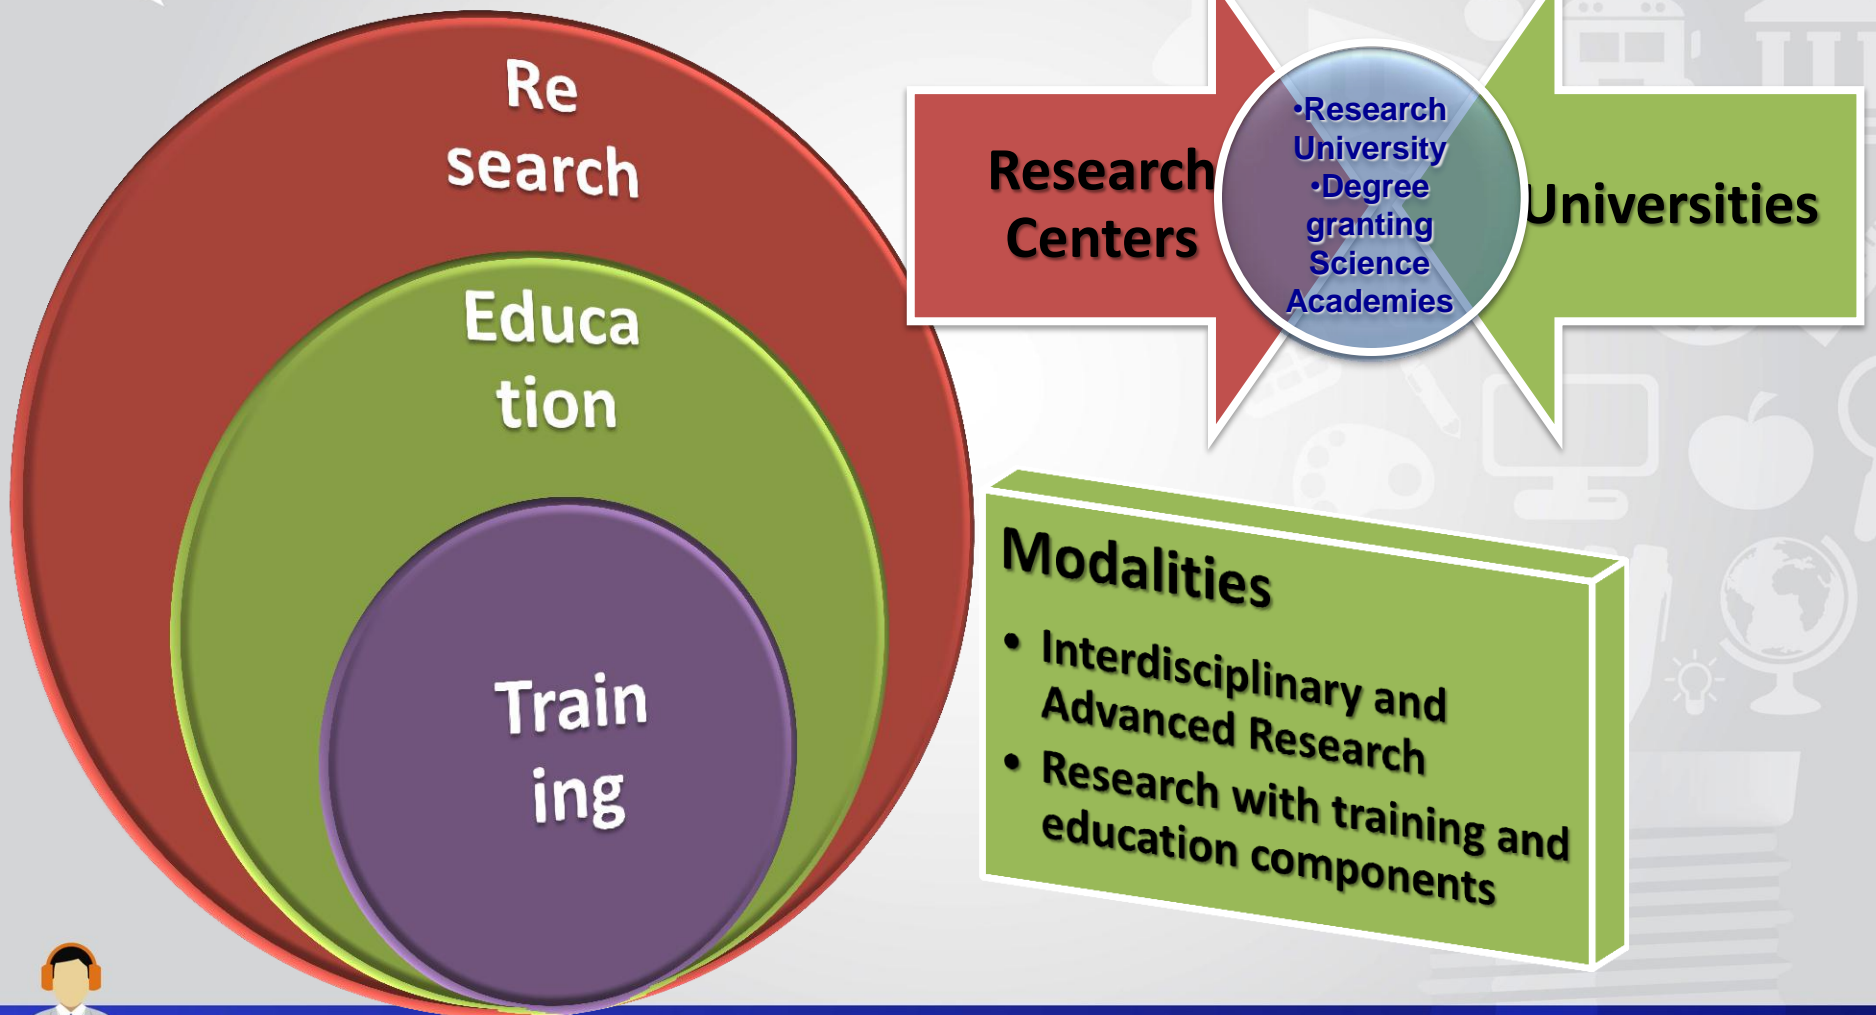 Re
search
Educa
tion
Train
ing
Research
Centers
•Research
University
•Degree
granting
Science
Academies
Universities
Modalities
• Interdisciplinary and
Advanced Research
• Research with training and
education components